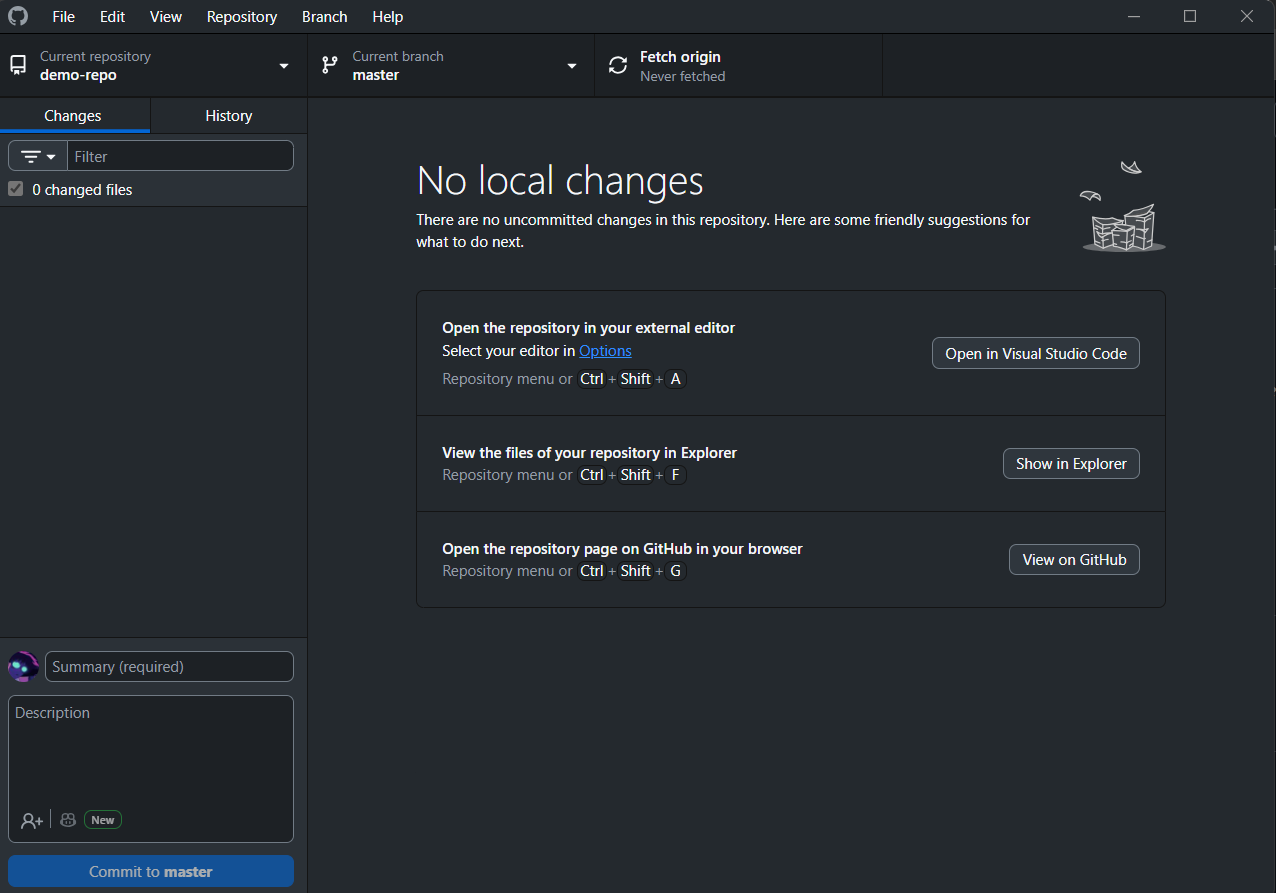 File Edit View Repository Branch Help
Current repository
demo-repo
Current branch
master
Fetch origin
Never fetched
Changes
History
Filter
0 changed files
No local changes
There are no uncommitted changes in this repository. Here are some friendly suggestions for
what to do next.
Open the repository in your external editor
Select your editor in Options
Repository menu or Ctrl + Shift + A
Open in Visual Studio Code
View the files of your repository in Explorer
Repository menu or Ctrl + Shift + F
Show in Explorer
Open the repository page on GitHub in your browser
Repository menu or Ctrl + Shift + G
View on GitHub
Summary (required)
Description
New
Commit to master